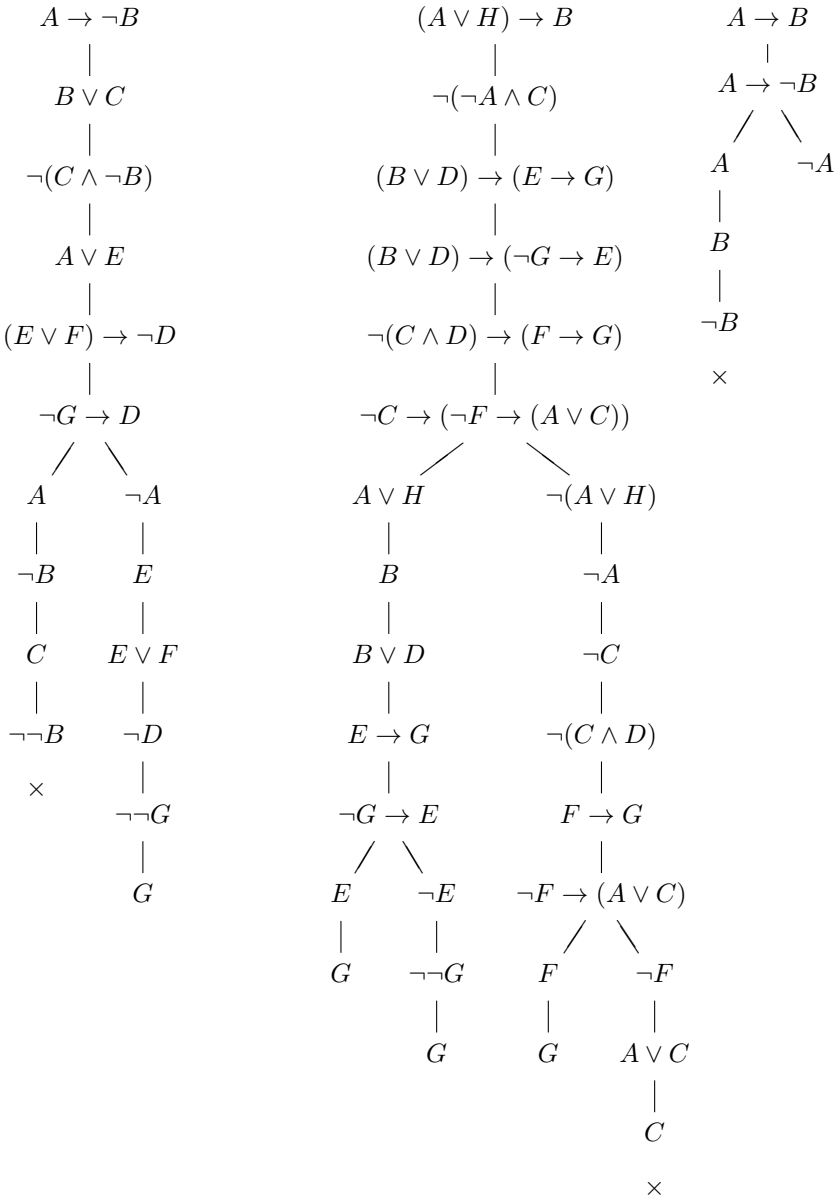 A → ¬B
B ∨ C
¬(C ∧ ¬B)
A ∨ E
(E ∨ F) → ¬D
¬G → D
A ¬A
¬B E
C E ∨ F
¬¬B ¬D
×
¬¬G
G
(A ∨ H) → B
¬(¬A ∧ C)
(B ∨ D) → (E → G)
(B ∨ D) → (¬G → E)
¬(C ∧ D) → (F → G)
¬C → (¬F → (A ∨ C))
A ∨ H ¬(A ∨ H)
B ¬A
B ∨ D ¬C
E → G ¬(C ∧ D)
¬G → E F → G
E ¬E ¬F → (A ∨ C)
G ¬¬G F ¬F
G G A ∨ C
C
×
A → B
A → ¬B
A ¬A
B
¬B
×